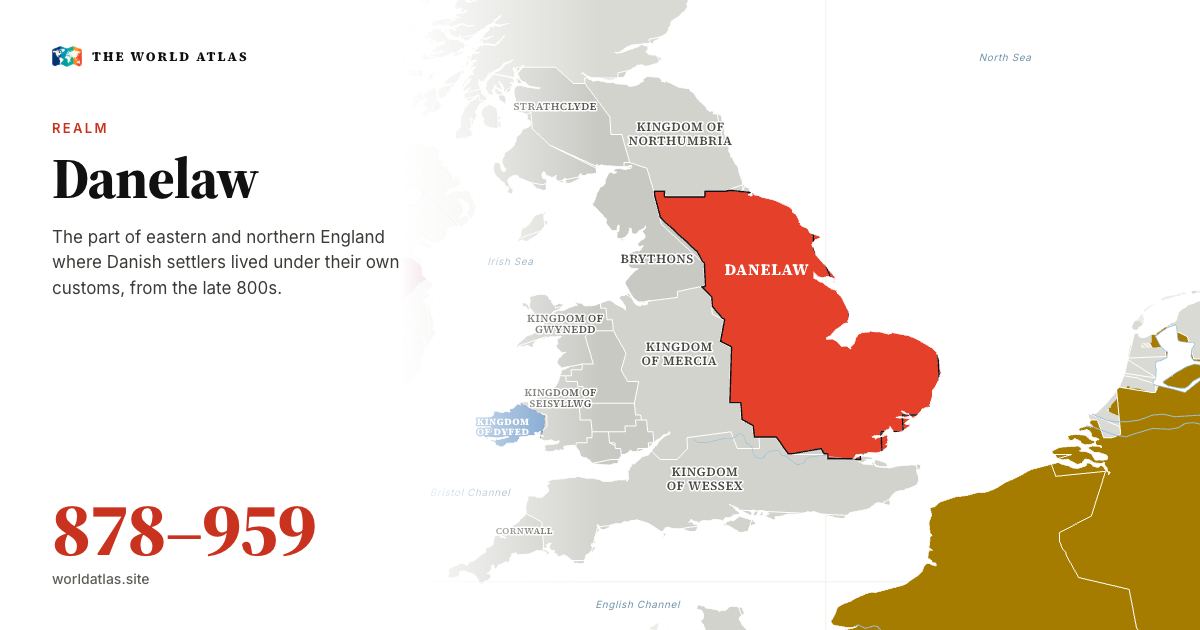 THE WORLD ATLAS
REALM
Danelaw
The part of eastern and northern England
where Danish settlers lived under their own
customs, from the late 800s.
878–959
worldatlas.site
North Sea
STRATHCLYDE
KINGDOM OF
NORTHUMBRIA
BRYTHONS
DANELAW
Irish Sea
KINGDOM OF
GWYNEDD
KINGDOM
OF MERCIA
KINGDOM OF
SEISYLLWG
KINGDOM
OF DYFED
KINGDOM
OF WESSEX
Bristol Channel
CORNWALL
English Channel